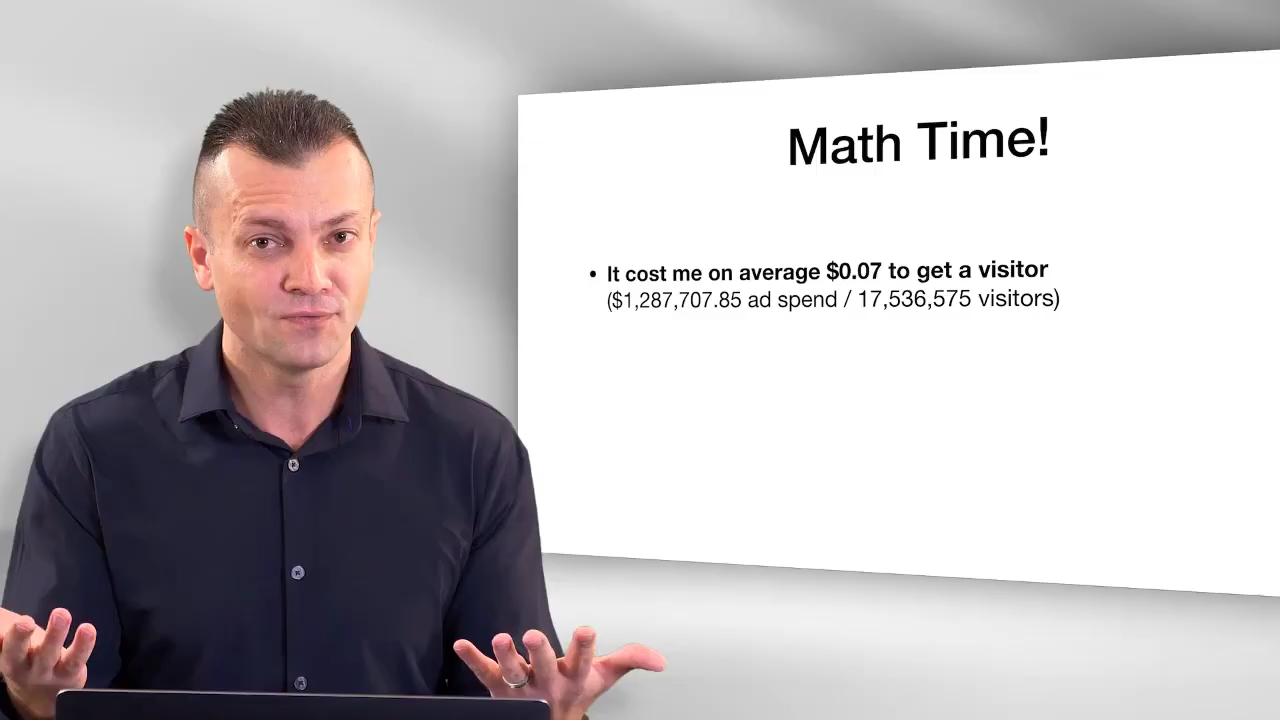 Math Time!
• It cost me on average $0.07 to get a visitor
($1,287,707.85 ad spend / 17,536,575 visitors)